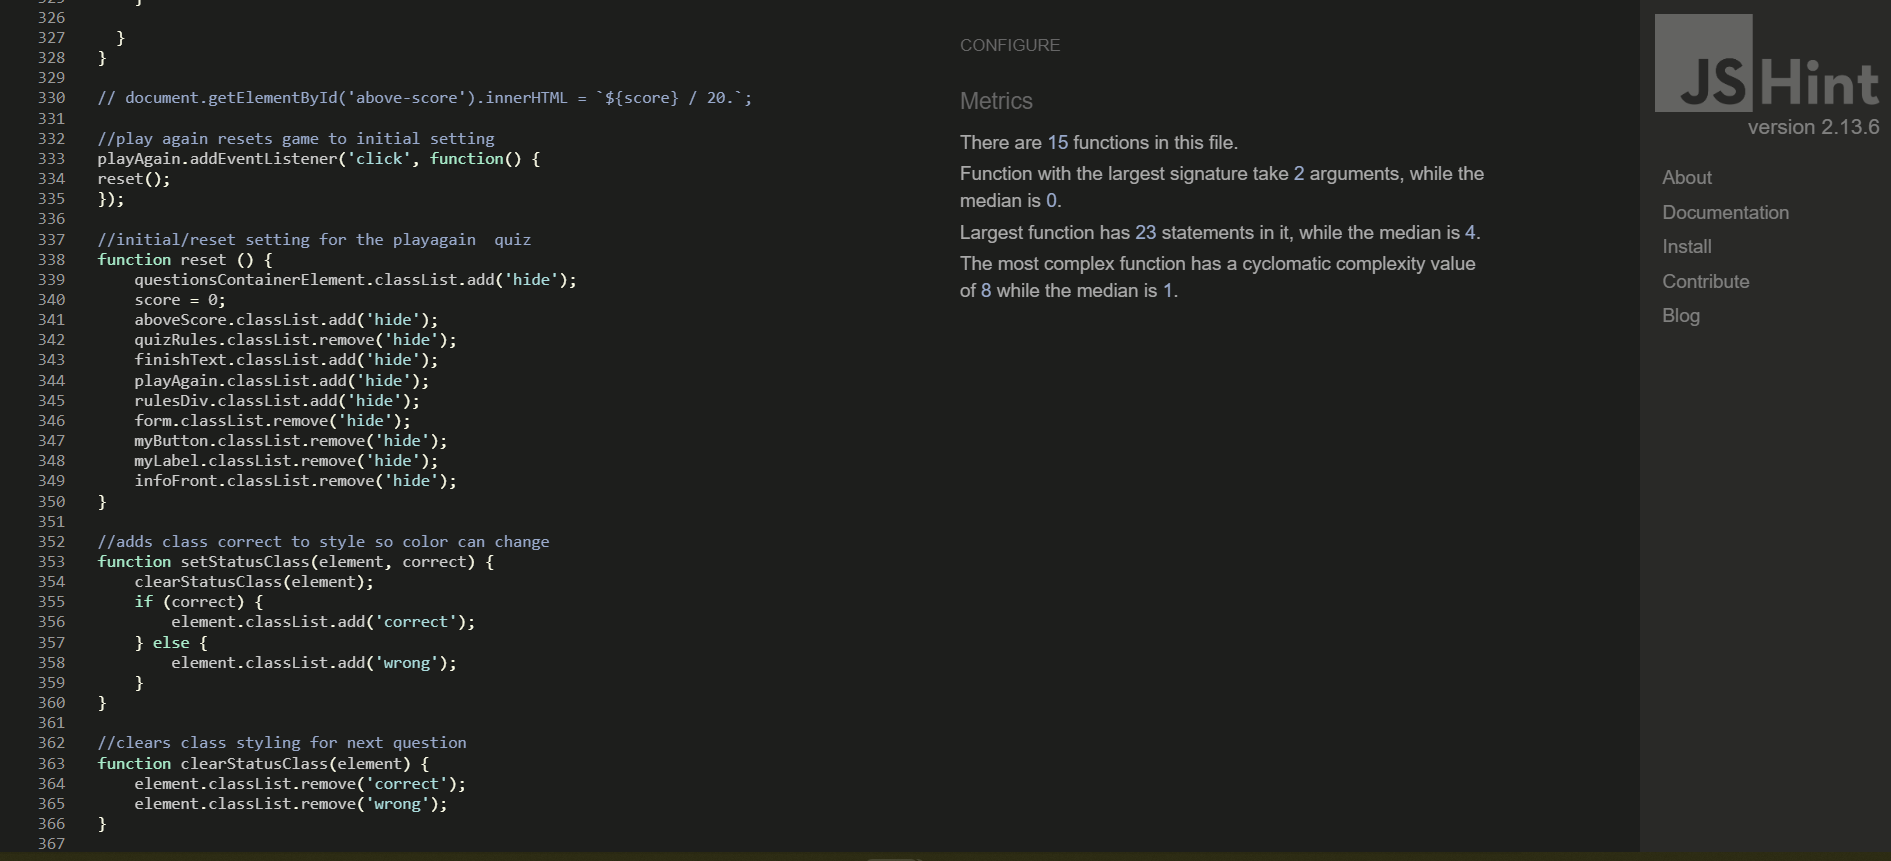 326
327 }
328 }
329
330 // document.getElementById('above-score').innerHTML = `${score} / 20.`;
331
332 //play again resets game to initial setting
333 playAgain.addEventListener('click', function() {
334 reset();
335 });
336
337 //initial/reset setting for the playagain  quiz
338 function reset () {
339     questionsContainerElement.classList.add('hide');
340     score = 0;
341     aboveScore.classList.add('hide');
342     quizRules.classList.remove('hide');
343     finishText.classList.add('hide');
344     playAgain.classList.add('hide');
345     rulesDiv.classList.add('hide');
346     form.classList.remove('hide');
347     myButton.classList.remove('hide');
348     myLabel.classList.remove('hide');
349     infoFront.classList.remove('hide');
350 }
351
352 //adds class correct to style so color can change
353 function setStatusClass(element, correct) {
354     clearStatusClass(element);
355     if (correct) {
356         element.classList.add('correct');
357     } else {
358         element.classList.add('wrong');
359     }
360 }
361
362 //clears class styling for next question
363 function clearStatusClass(element) {
364     element.classList.remove('correct');
365     element.classList.remove('wrong');
366 }
367
CONFIGURE
Metrics
There are 15 functions in this file.
Function with the largest signature take 2 arguments, while the
median is 0.
Largest function has 23 statements in it, while the median is 4.
The most complex function has a cyclomatic complexity value
of 8 while the median is 1.
JSHint
version 2.13.6
About
Documentation
Install
Contribute
Blog